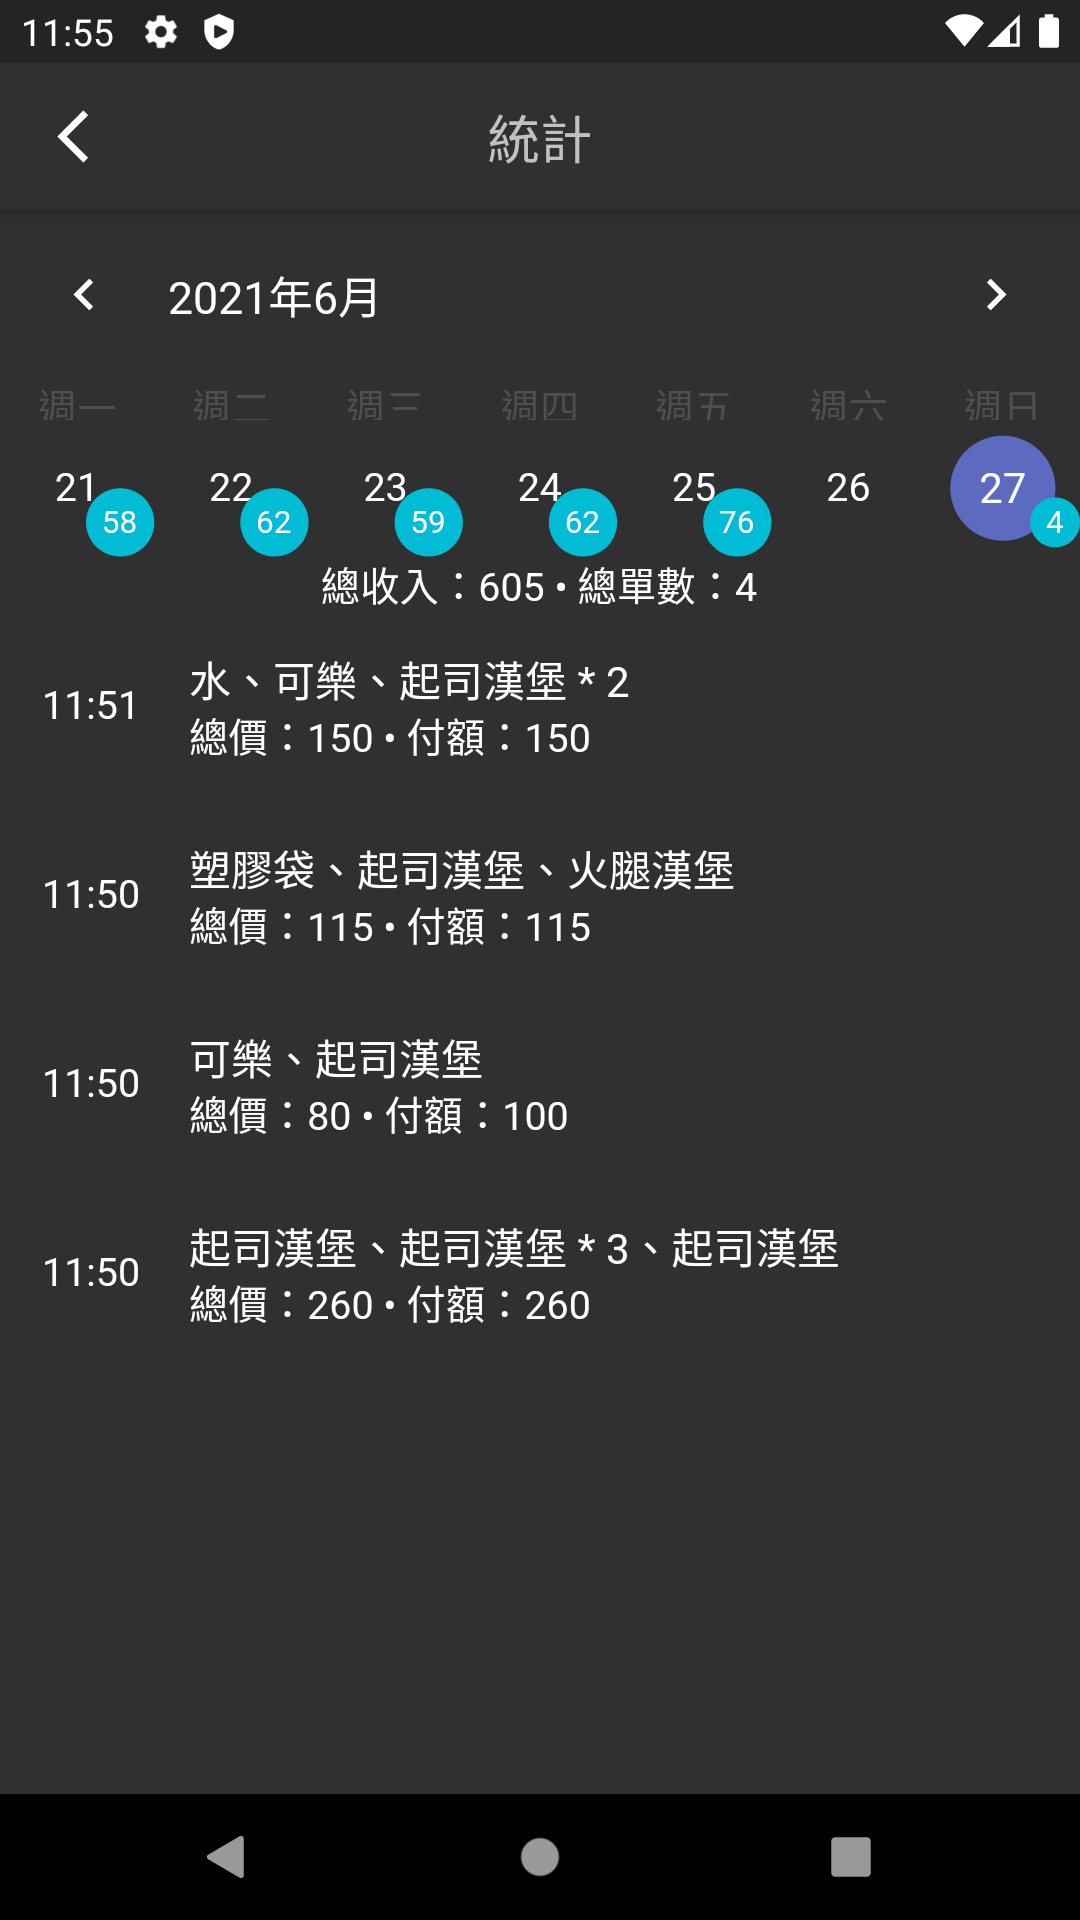 11:55
統計
2021年6月
週一 週二 週三 週四 週五 週六 週日
21 22 23 24 25 26 27
58 62 59 62 76 4
總收入：605 • 總單數：4
水、可樂、起司漢堡 * 2
11:51
總價：150 • 付額：150
塑膠袋、起司漢堡、火腿漢堡
11:50
總價：115 • 付額：115
可樂、起司漢堡
11:50
總價：80 • 付額：100
起司漢堡、起司漢堡 * 3、起司漢堡
11:50
總價：260 • 付額：260